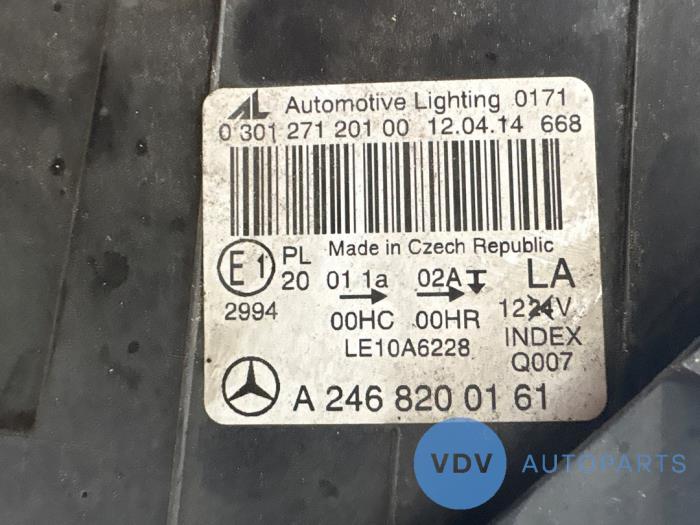 AL Automotive Lighting 0171
0 301 271 201 00 12.04.14 668
Made in Czech Republic
E1 PL 20 01 1a 02A LA
2994 00HC 00HR 1224V
LE10A6228 INDEX
Q007
A 246 820 01 61
VDV AUTOPARTS